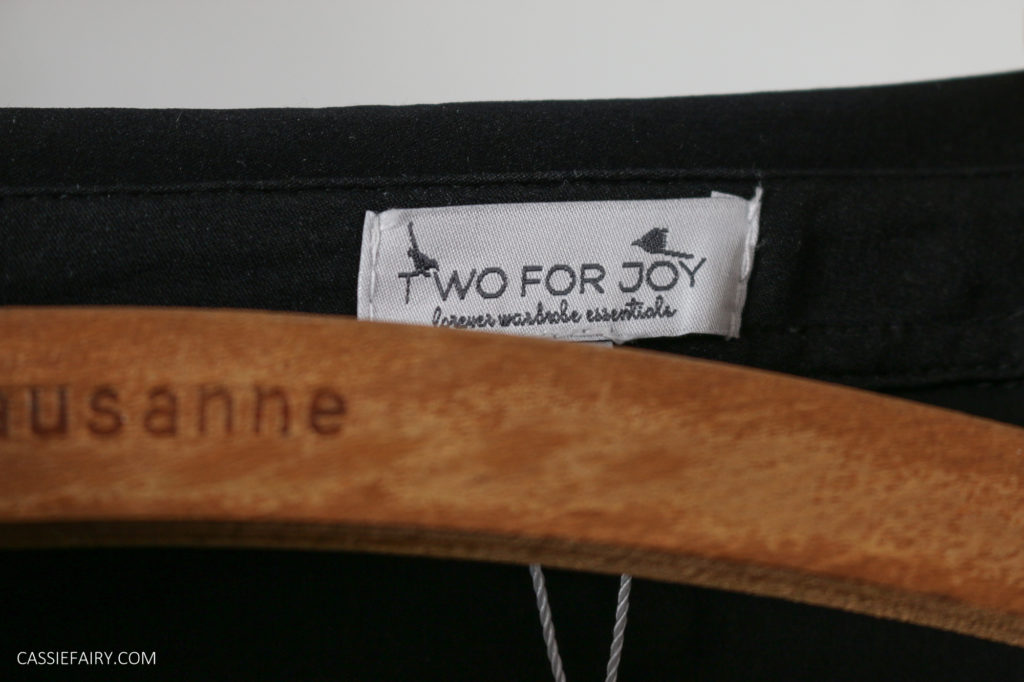 TWO FOR JOY
forever wardrobe essentials
ausanne
CASSIEFAIRY.COM